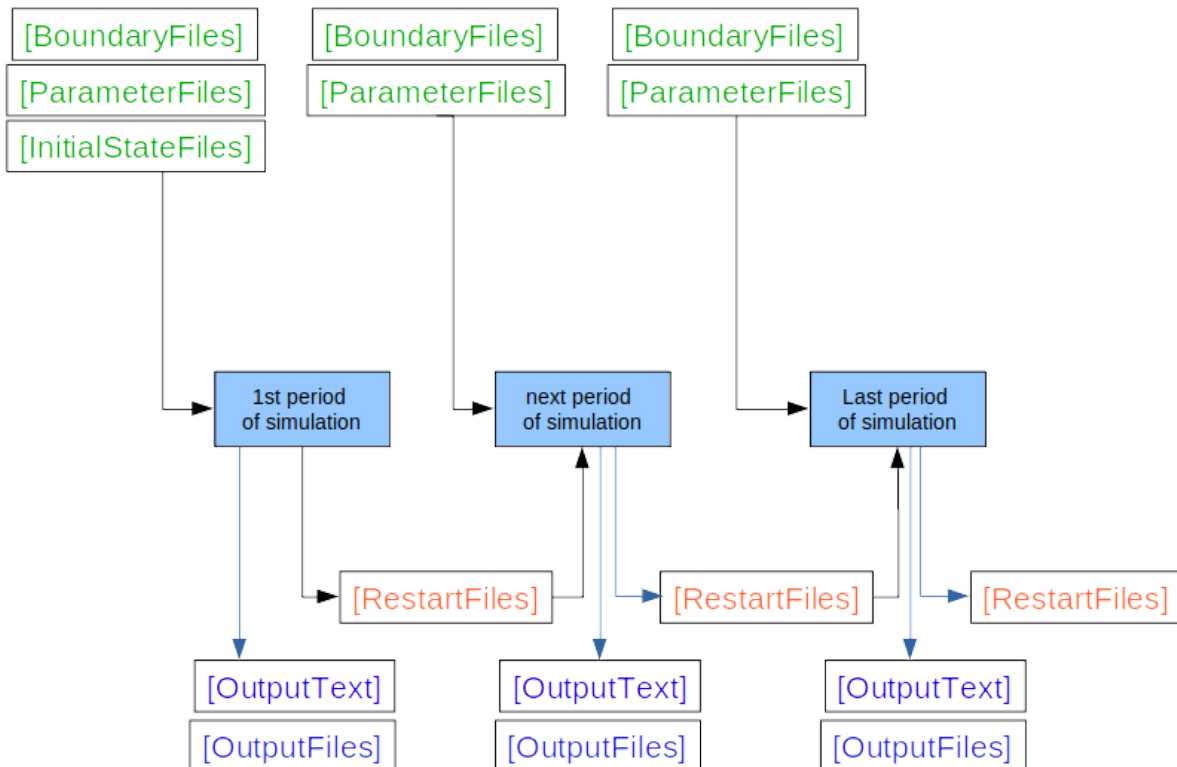 [BoundaryFiles]
[BoundaryFiles]
[BoundaryFiles]
[ParameterFiles]
[ParameterFiles]
[ParameterFiles]
[InitialStateFiles]
1st period
of simulation
next period
of simulation
Last period
of simulation
[RestartFiles]
[RestartFiles]
[RestartFiles]
[OutputText]
[OutputText]
[OutputText]
[OutputFiles]
[OutputFiles]
[OutputFiles]